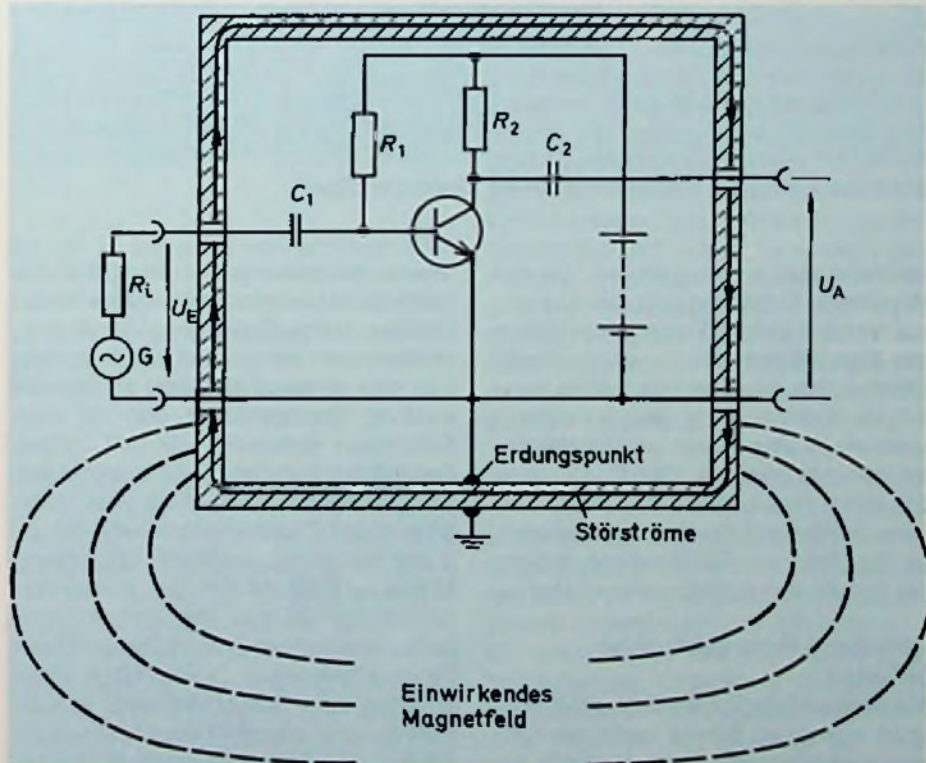 R1
R2
C1
C2
Ri
UE
G
UA
Erdungspunkt
Störströme
Einwirkendes
Magnetfeld